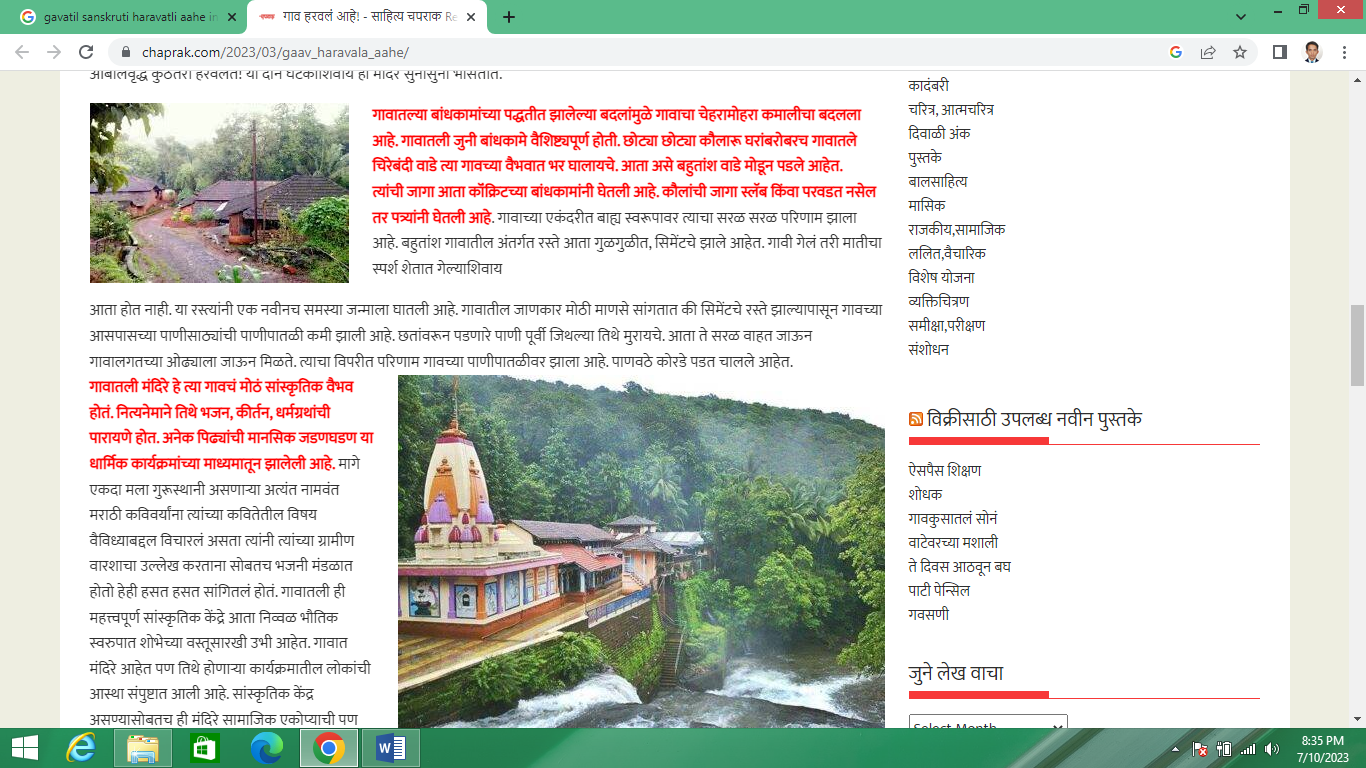 gavatil sanskruti haravatli aahe in
गाव हरवलं आहे! - साहित्य चपराक Re
chaprak.com/2023/03/gaav_haravala_aahe/
आबालवृद्ध कुठेतरी हरवलेत! या दोन घटकांशिवाय ही मंदिरे सुनीसुनी भासतात.
गावातल्या बांधकामांच्या पद्धतीत झालेल्या बदलांमुळे गावाचा चेहरामोहरा कमालीचा बदलला
आहे. गावातली जुनी बांधकामे वैशिष्ट्यपूर्ण होती. छोट्या छोट्या कौलारू घरांबरोबरच गावातले
चिरेबंदी वाडे त्या गावच्या वैभवात भर घालायचे. आता असे बहुतांश वाडे मोडून पडले आहेत.
त्यांची जागा आता काँक्रिटच्या बांधकामांनी घेतली आहे. कौलांची जागा स्लॅब किंवा परवडत नसेल
तर पत्र्यांनी घेतली आहे. गावाच्या एकंदरीत बाह्य स्वरूपावर त्याचा सरळ सरळ परिणाम झाला
आहे. बहुतांश गावातील अंतर्गत रस्ते आता गुळगुळीत, सिमेंटचे झाले आहेत. गावी गेलं तरी मातीचा
स्पर्श शेतात गेल्याशिवाय
आता होत नाही. या रस्त्यांनी एक नवीनच समस्या जन्माला घातली आहे. गावातील जाणकार मोठी माणसे सांगतात की सिमेंटचे रस्ते झाल्यापासून गावच्या
आसपासच्या पाणीसाठ्यांची पाणीपातळी कमी झाली आहे. छतांवरून पडणारे पाणी पूर्वी जिथल्या तिथे मुरायचे. आता ते सरळ वाहत जाऊन
गावालगतच्या ओढ्याला जाऊन मिळते. त्याचा विपरीत परिणाम गावच्या पाणीपातळीवर झाला आहे. पाणवठे कोरडे पडत चालले आहेत.
गावातली मंदिरे हे त्या गावचं मोठं सांस्कृतिक वैभव
होतं. नित्यनेमाने तिथे भजन, कीर्तन, धर्मग्रथांची
पारायणे होत. अनेक पिढ्यांची मानसिक जडणघडण या
धार्मिक कार्यक्रमांच्या माध्यमातून झालेली आहे. मागे
एकदा मला गुरूस्थानी असणाऱ्या अत्यंत नामवंत
मराठी कविवर्यांना त्यांच्या कवितेतील विषय
वैविध्याबद्दल विचारलं असता त्यांनी त्यांच्या ग्रामीण
वारशाचा उल्लेख करताना सोबतच भजनी मंडळात
होतो हेही हसत हसत सांगितलं होतं. गावातली ही
महत्त्वपूर्ण सांस्कृतिक केंद्रे आता निव्वळ भौतिक
स्वरुपात शोभेच्या वस्तूसारखी उभी आहेत. गावात
मंदिरे आहेत पण तिथे होणाऱ्या कार्यक्रमातील लोकांची
आस्था संपुष्टात आली आहे. सांस्कृतिक केंद्र
असण्यासोबतच ही मंदिरे सामाजिक एकोप्याची पण
कादंबरी
चरित्र, आत्मचरित्र
दिवाळी अंक
पुस्तके
बालसाहित्य
मासिक
राजकीय,सामाजिक
ललित,वैचारिक
विशेष योजना
व्यक्तिचित्रण
समीक्षा,परीक्षण
संशोधन
विक्रीसाठी उपलब्ध नवीन पुस्तके
ऐसपैस शिक्षण
शोधक
गावकुसातलं सोनं
वाटेवरच्या मशाली
ते दिवस आठवून बघ
पाटी पेन्सिल
गवसणी
जुने लेख वाचा
Select Month
8:35 PM
7/10/2023